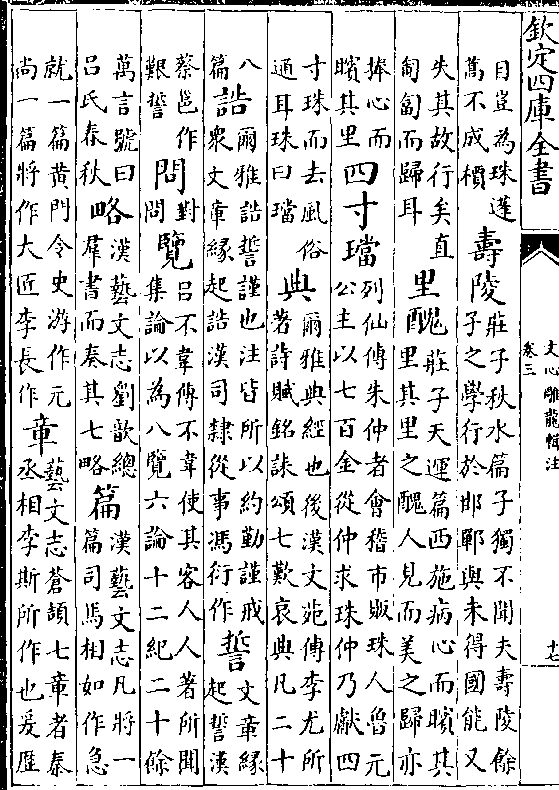 欽定四庫全書
文心雕龍輯注
卷三
十七
目豈為珠蓬蒿不成檟 壽陵 莊子秋水篇子獨不聞夫壽陵餘子之學行於邯鄲與未得國能又
失其故行矣直匍匐而歸耳 里醜 莊子天運篇西施病心而矉其里其里之醜人見而美之歸亦
捧心而矉其里 四寸璫 列仙傳朱仲者會稽市販珠人魯元公主以七百金從仲求珠仲乃獻四
寸珠而去風俗通耳珠曰璫 典 爾雅典經也後漢文苑傳李尤所著詩賦銘誄頌七歎哀典凡二十
八篇 誥 爾雅誥誓謹也注皆所以約勤謹戒衆文章緣起誥漢司隸從事馮衍作 誓 文章緣起誓漢
蔡邕作艱誓 問 對問 覽 呂不韋傳不韋使其客人人著所聞集論以為八覽六論十二紀二十餘
萬言號曰呂氏春秋 略 漢藝文志劉歆總羣書而奏其七略 篇 漢藝文志凡將一篇司馬相如作急
就一篇黄門令史游作元尚一篇將作大匠李長作 章 藝文志蒼頡七章者秦丞相李斯所作也爰歷